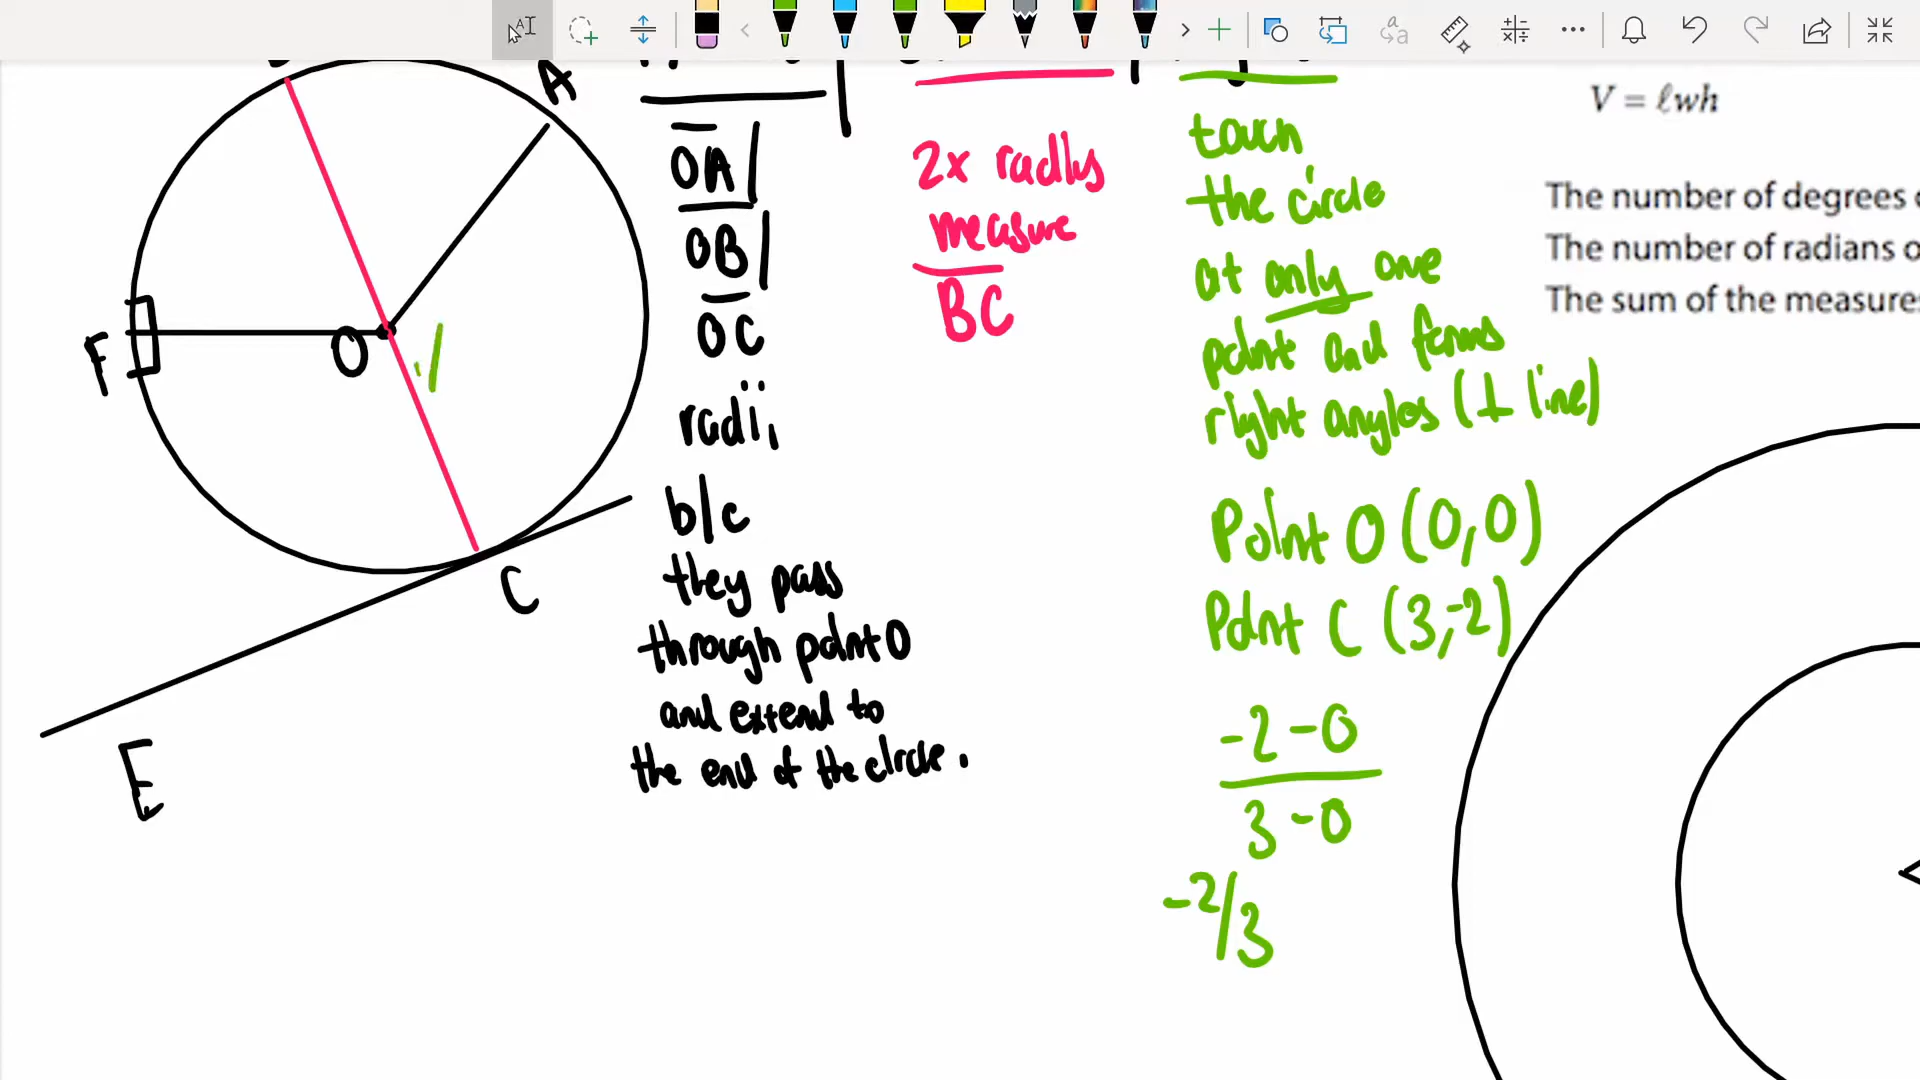 A
F
O
C
E
OA
OB
OC
radii,
b/c
they pass
through point O
and extend to
the end of the circle.
2x radius
measure
BC
touch
the circle
at only one
point and forms
right angles (⊥ line)
Point O (0,0)
Point C (3,-2)
-2-0
3-0
-2/3
V = ℓwh
The number of degrees
The number of radians o
The sum of the measures